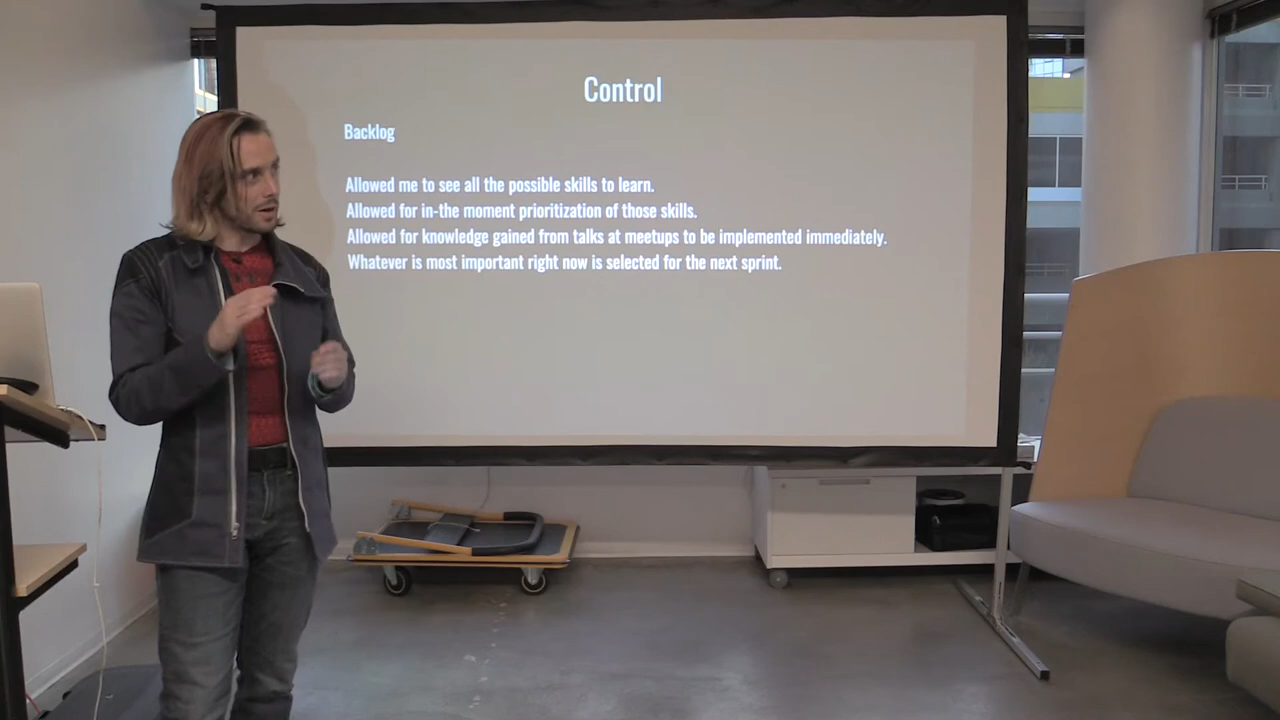 Control
Backlog
Allowed me to see all the possible skills to learn.
Allowed for in-the moment prioritization of those skills.
Allowed for knowledge gained from talks at meetups to be implemented immediately.
Whatever is most important right now is selected for the next sprint.